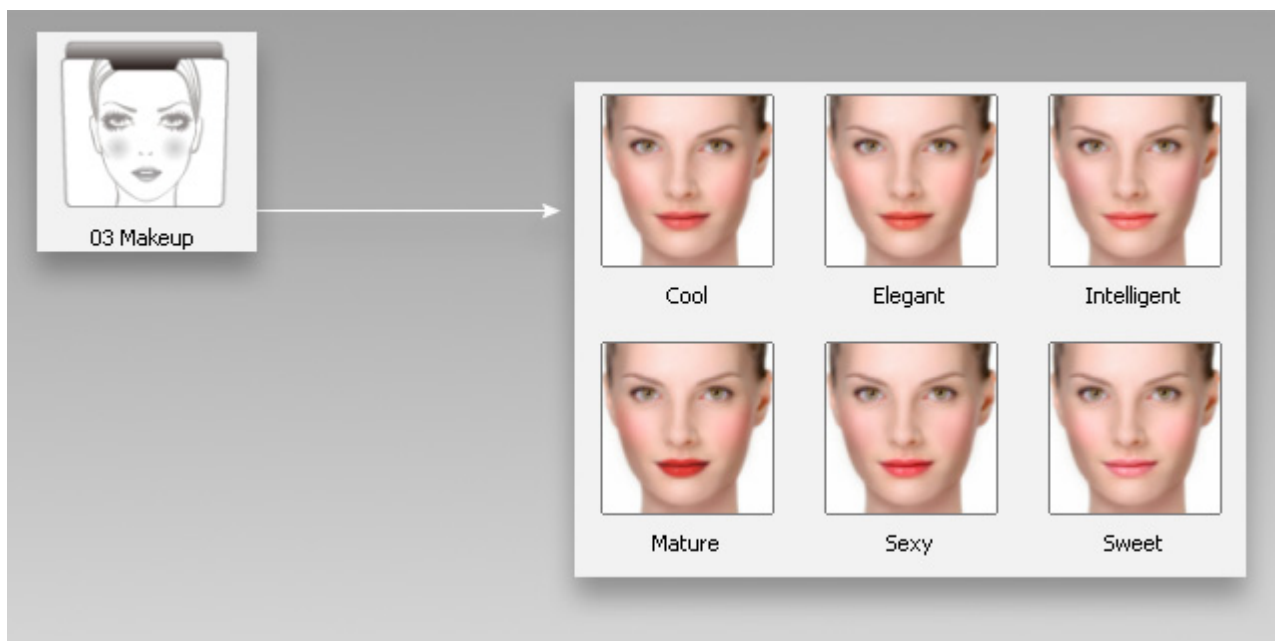 03 Makeup
Cool
Elegant
Intelligent
Mature
Sexy
Sweet